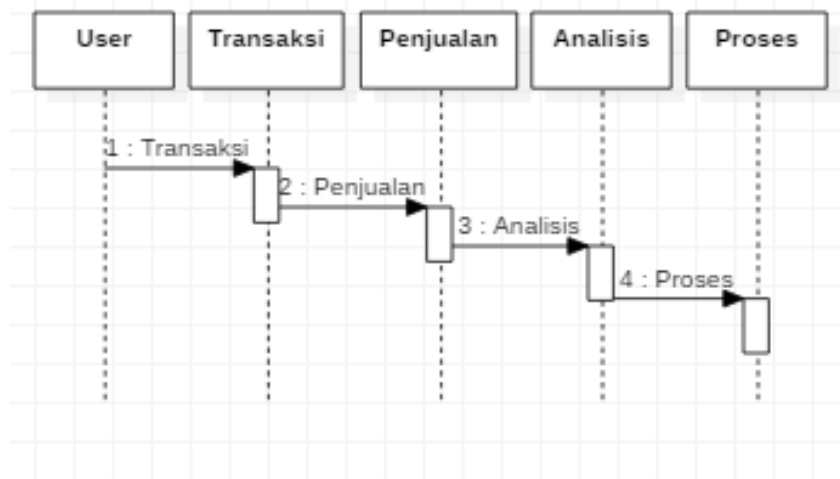 User
Transaksi
Penjualan
Analisis
Proses
1 : Transaksi
2 : Penjualan
3 : Analisis
4 : Proses